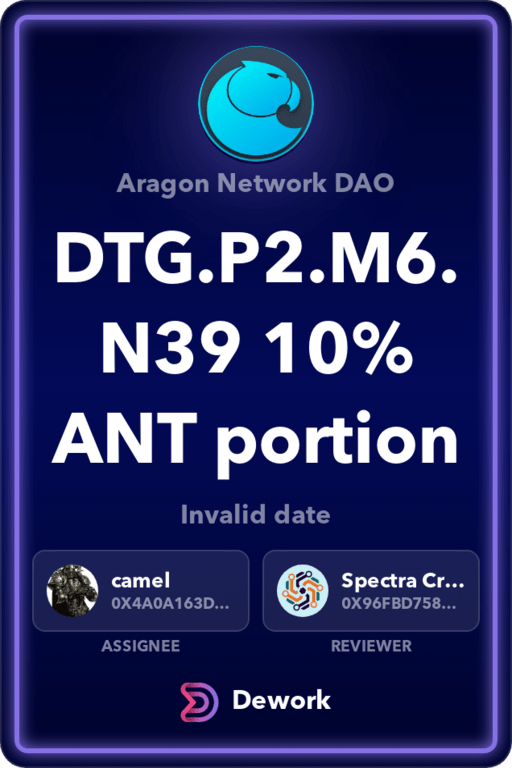 Aragon Network DAO
DTG.P2.M6.
N39 10%
ANT portion
Invalid date
camel
0X4A0A163D...
Spectra Cr...
0X96FBD758...
ASSIGNEE
REVIEWER
Dework